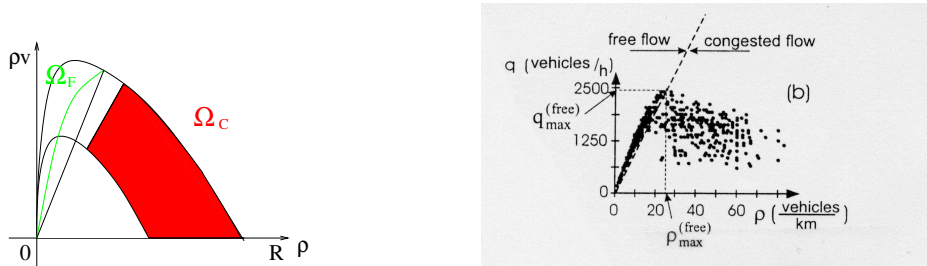 ρv
Ω_F
Ω_C
0
R
ρ
free flow
congested flow
q (vehicles/h)
(b)
2500
q_max^(free)
1250
0
0
20
40
60
ρ (vehicles/km)
ρ_max^(free)